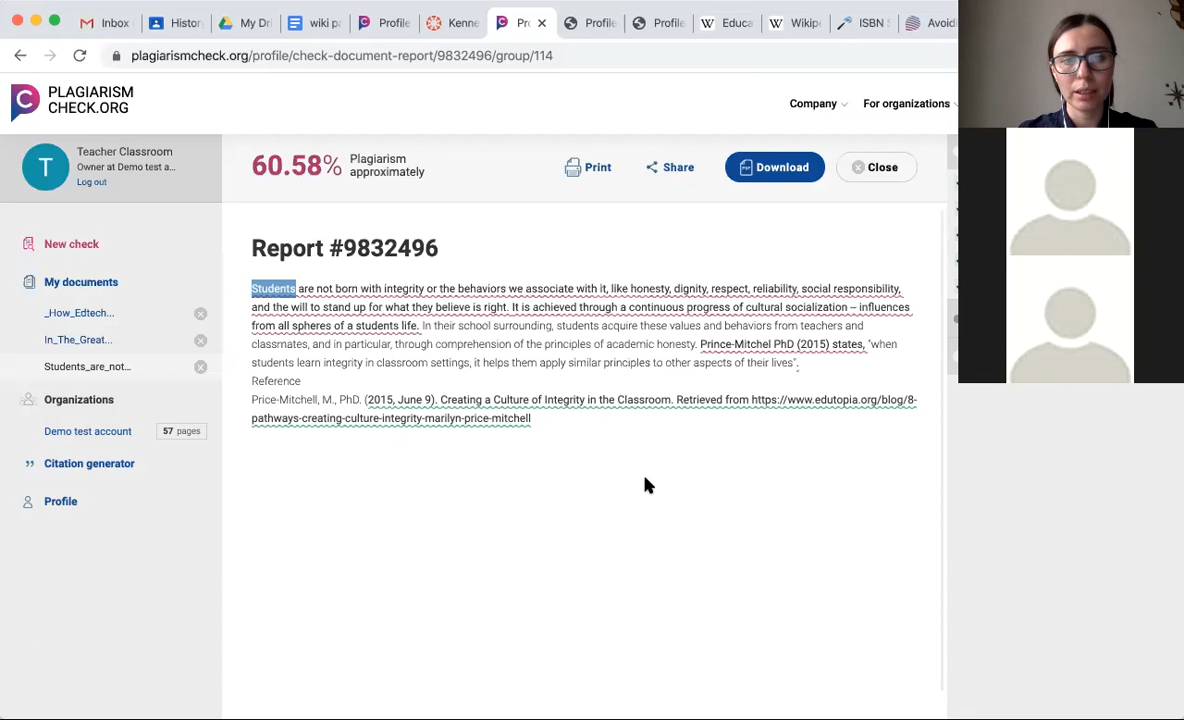 Inbox
Histor
My Dri
wiki pa
Profile
Kenne
Pro
Profile
Profile
Educa
Wikipe
ISBN S
Avoidi
plagiarismcheck.org/profile/check-document-report/9832496/group/114
PLAGIARISM
CHECK.ORG
Company
For organizations
T
Teacher Classroom
Owner at Demo test a...
Log out
60.58%
Plagiarism
approximately
Print
Share
PDF
Download
Close
New check
My documents
_How_Edtech...
In_The_Great...
Students_are_not...
Organizations
Demo test account
57 pages
Citation generator
Profile
Report #9832496
Students are not born with integrity or the behaviors we associate with it, like honesty, dignity, respect, reliability, social responsibility,
and the will to stand up for what they believe is right. It is achieved through a continuous progress of cultural socialization – influences
from all spheres of a students life. In their school surrounding, students acquire these values and behaviors from teachers and
classmates, and in particular, through comprehension of the principles of academic honesty. Prince-Mitchel PhD (2015) states, "when
students learn integrity in classroom settings, it helps them apply similar principles to other aspects of their lives".
Reference
Price-Mitchell, M., PhD. (2015, June 9). Creating a Culture of Integrity in the Classroom. Retrieved from https://www.edutopia.org/blog/8-
pathways-creating-culture-integrity-marilyn-price-mitchell